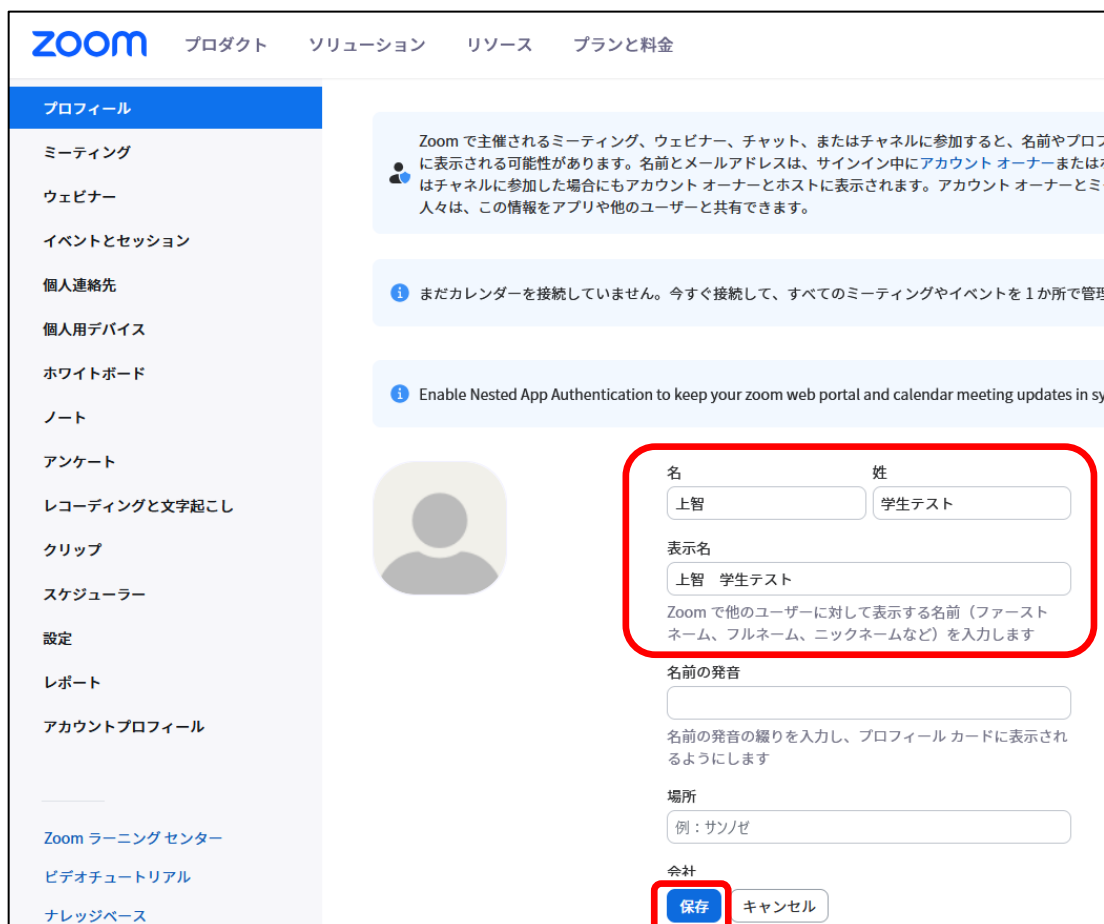 zoom プロダクト ソリューション リソース プランと料金
プロフィール
ミーティング
ウェビナー
イベントとセッション
個人連絡先
個人用デバイス
ホワイトボード
ノート
アンケート
レコーディングと文字起こし
クリップ
スケジューラー
設定
レポート
アカウントプロフィール
Zoom ラーニング センター
ビデオチュートリアル
ナレッジベース
Zoom で主催されるミーティング、ウェビナー、チャット、またはチャネルに参加すると、名前やプロフ
に表示される可能性があります。名前とメールアドレスは、サインイン中にアカウント オーナーまたはホ
はチャネルに参加した場合にもアカウント オーナーとホストに表示されます。アカウント オーナーとミ
人々は、この情報をアプリや他のユーザーと共有できます。
まだカレンダーを接続していません。今すぐ接続して、すべてのミーティングやイベントを 1 か所で管理
Enable Nested App Authentication to keep your zoom web portal and calendar meeting updates in sy
名 姓
上智 学生テスト
表示名
上智　学生テスト
Zoom で他のユーザーに対して表示する名前（ファースト
ネーム、フルネーム、ニックネームなど）を入力します
名前の発音
名前の発音の綴りを入力し、プロフィール カードに表示され
るようにします
場所
例：サンノゼ
会社
保存 キャンセル